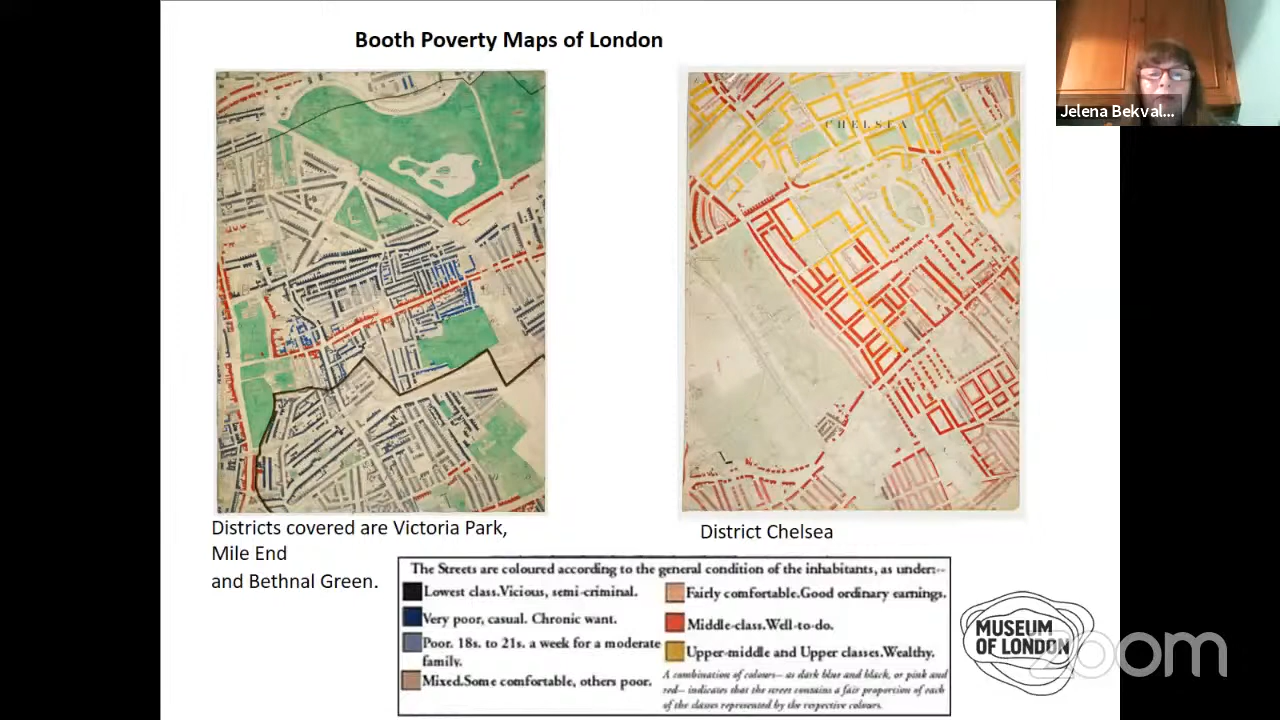 Booth Poverty Maps of London
Jelena Bekval...
CHELSEA
Districts covered are Victoria Park,
Mile End
and Bethnal Green.
District Chelsea
The Streets are coloured according to the general condition of the inhabitants, as under:--
Lowest class.Vicious, semi-criminal.
Very poor, casual. Chronic want.
Poor. 18s. to 21s. a week for a moderate
family.
Mixed.Some comfortable, others poor.
Fairly comfortable.Good ordinary earnings.
Middle-class.Well-to-do.
Upper-middle and Upper classes.Wealthy.
A combination of colours-- as dark blue and black, or pink and
red-- indicates that the street contains a fair proportion of each
of the classes represented by the respective colours.
MUSEUM
OF LONDON
zoom